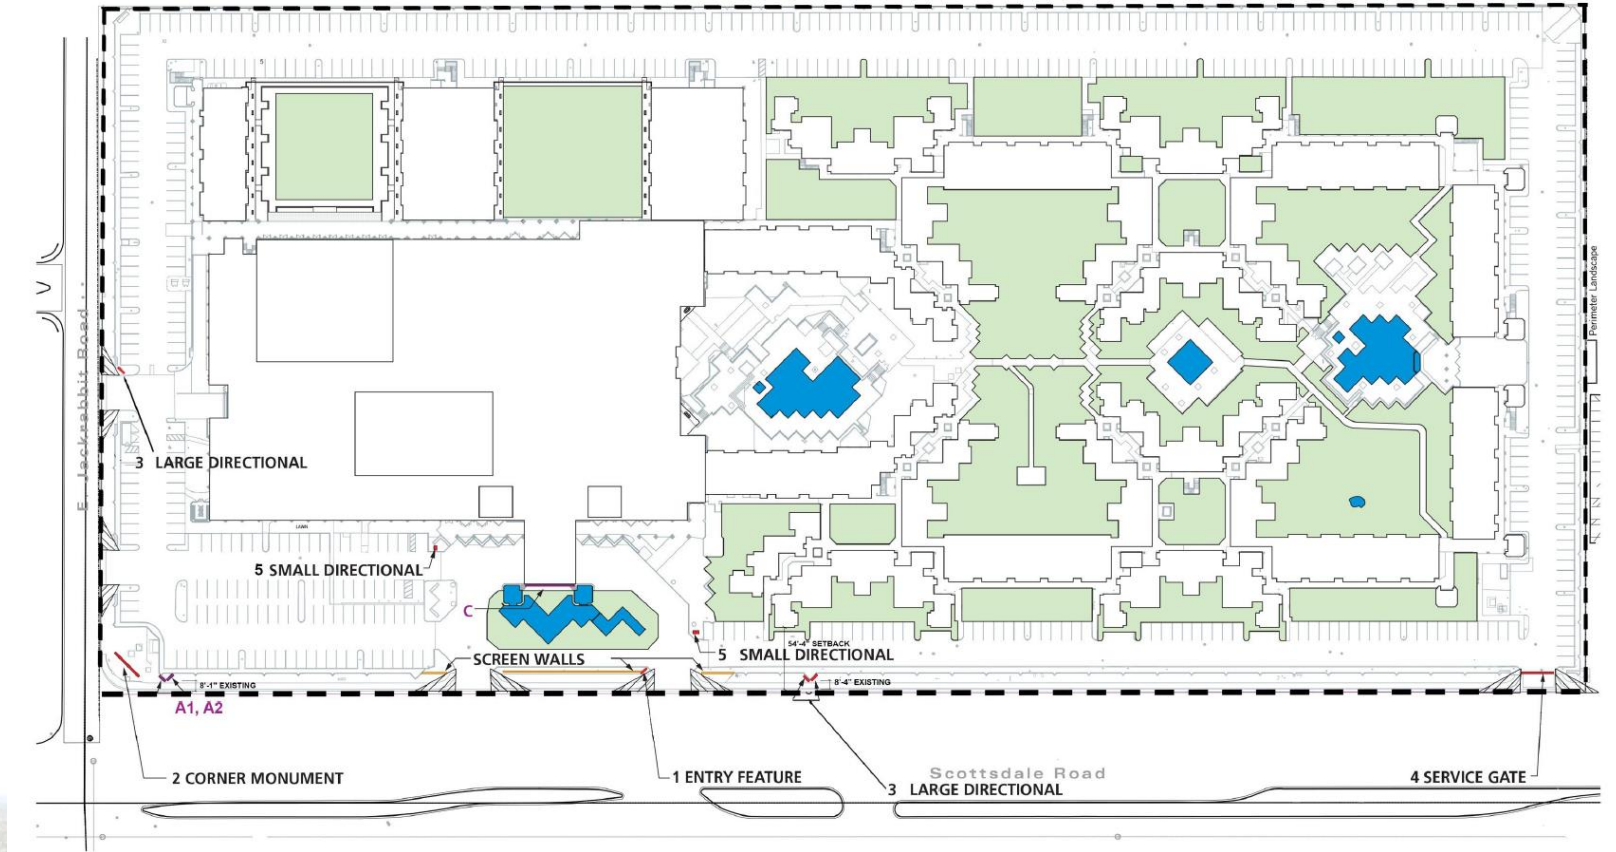 E. Jackrabbit Road..
Perimeter Landscape
3 LARGE DIRECTIONAL
LAWN
5 SMALL DIRECTIONAL
C
54'-4" SETBACK
5 SMALL DIRECTIONAL
SCREEN WALLS
8'-1" EXISTING
8'-4" EXISTING
A1, A2
2 CORNER MONUMENT
1 ENTRY FEATURE
Scottsdale Road
3 LARGE DIRECTIONAL
4 SERVICE GATE